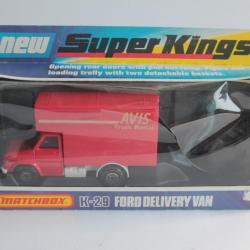 new Super Kings
Opening rear doors with pull out
loading trolly with two detachable baskets.
AVIS
Truck Rental
MATCHBOX K-29 FORD DELIVERY VAN